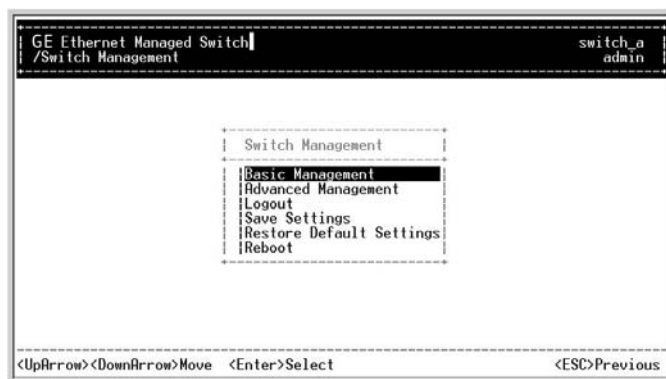 GE Ethernet Managed Switch switch_a
/Switch Management admin
Switch Management
Basic Management
Advanced Management
Logout
Save Settings
Restore Default Settings
Reboot
<UpArrow><DownArrow>Move <Enter>Select <ESC>Previous